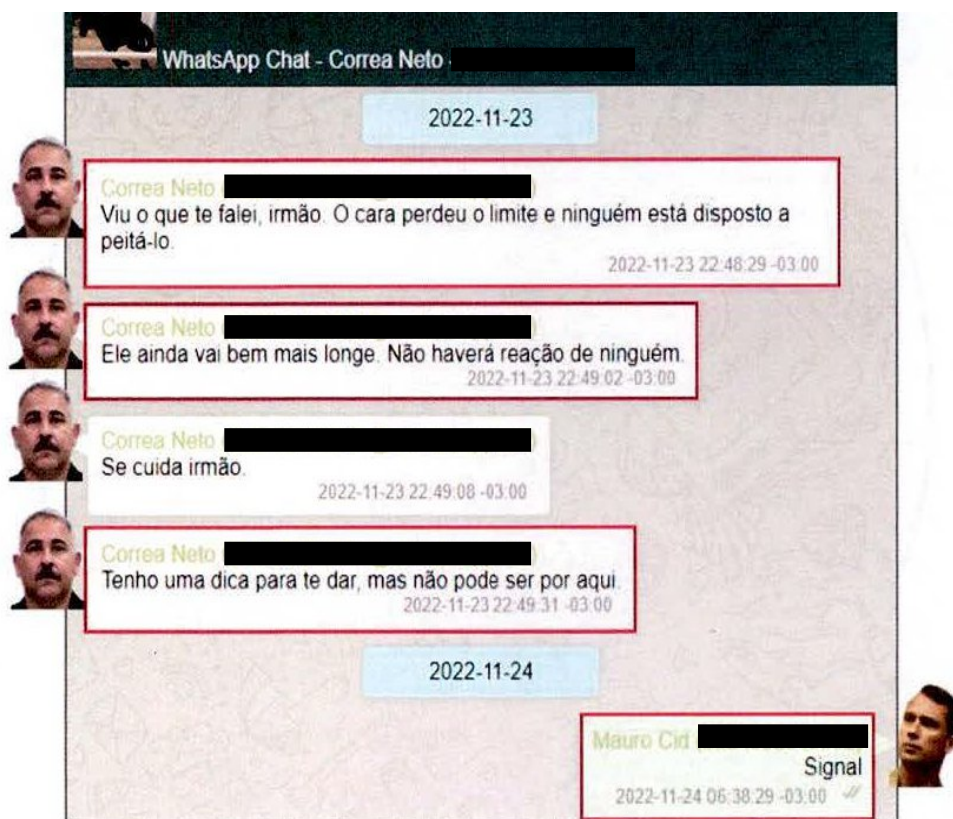 WhatsApp Chat - Correa Neto -
2022-11-23
Correa Neto (
Viu o que te falei, irmão. O cara perdeu o limite e ninguém está disposto a
peitá-lo.
2022-11-23 22:48:29 -03:00
Correa Neto (
Ele ainda vai bem mais longe. Não haverá reação de ninguém.
2022-11-23 22:49:02 -03:00
Correa Neto (
Se cuida irmão.
2022-11-23 22:49:08 -03:00
Correa Neto (
Tenho uma dica para te dar, mas não pode ser por aqui.
2022-11-23 22:49:31 -03:00
2022-11-24
Mauro Cid
Signal
2022-11-24 06:38:29 -03:00